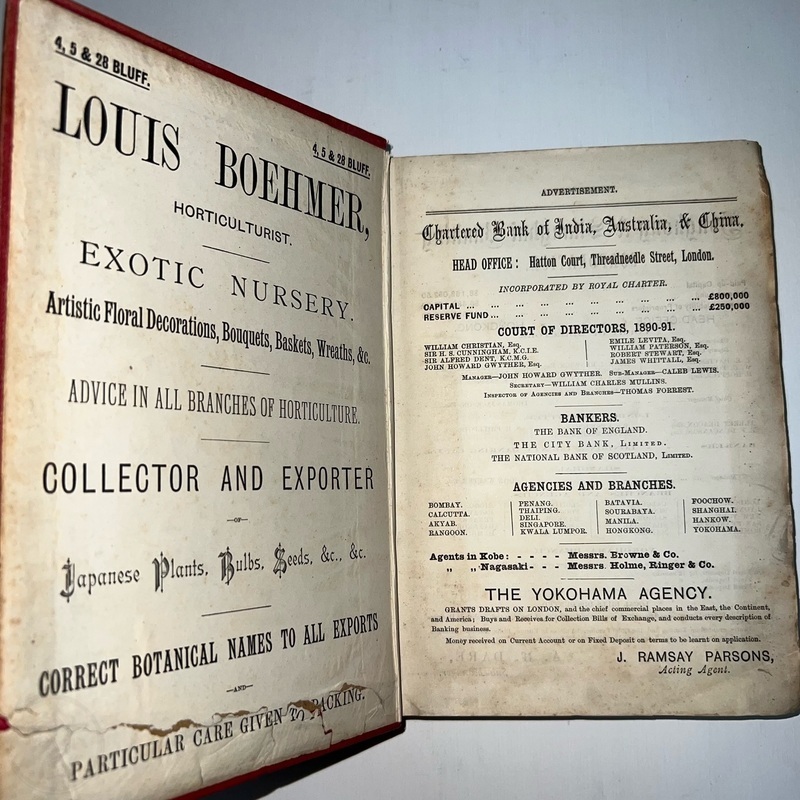 4, 5 & 28 BLUFF.
4, 5 & 28 BLUFF.
LOUIS BOEHMER,
HORTICULTURIST.
EXOTIC NURSERY.
Artistic Floral Decorations, Bouquets, Baskets, Wreaths, &c.
ADVICE IN ALL BRANCHES OF HORTICULTURE.
COLLECTOR AND EXPORTER
—OF—
Japanese Plants, Bulbs, Seeds, &c., &c.
CORRECT BOTANICAL NAMES TO ALL EXPORTS
—AND—
PARTICULAR CARE GIVEN TO PACKING.
ADVERTISEMENT.
Chartered Bank of India, Australia, & China.
HEAD OFFICE: Hatton Court, Threadneedle Street, London.
INCORPORATED BY ROYAL CHARTER.
CAPITAL ... ... ... ... ... ... ... ... £800,000
RESERVE FUND ... ... ... ... ... ... ... £250,000
COURT OF DIRECTORS, 1890-91.
WILLIAM CHRISTIAN, Esq.
SIR H. S. CUNNINGHAM, K.C.I.E.
SIR ALFRED DENT, K.C.M.G.
JOHN HOWARD GWYTHER, Esq.
EMILE LEVITA, Esq.
WILLIAM PATERSON, Esq.
ROBERT STEWART, Esq.
JAMES WHITTALL, Esq.
Manager—JOHN HOWARD GWYTHER. Sub-Manager—CALEB LEWIS.
Secretary—WILLIAM CHARLES MULLINS.
Inspector of Agencies and Branches—THOMAS FORREST.
BANKERS.
THE BANK OF ENGLAND.
THE CITY BANK, Limited.
THE NATIONAL BANK OF SCOTLAND, Limited.
AGENCIES AND BRANCHES.
BOMBAY.
CALCUTTA.
AKYAB.
RANGOON.
PENANG.
THAIPING.
DELI.
SINGAPORE.
KWALA LUMPOR.
BATAVIA.
SOURABAYA.
MANILA.
HONGKONG.
FOOCHOW.
SHANGHAI.
HANKOW.
YOKOHAMA.
Agents in Kobe: - - - - Messrs. Browne & Co.
„ „ Nagasaki - - - Messrs. Holme, Ringer & Co.
THE YOKOHAMA AGENCY.
GRANTS DRAFTS ON LONDON, and the chief commercial places in the East, the Continent,
and America; Buys and Receives for Collection Bills of Exchange, and conducts every description of
Banking business.
Money received on Current Account or on Fixed Deposit on terms to be learnt on application.
J. RAMSAY PARSONS,
Acting Agent.